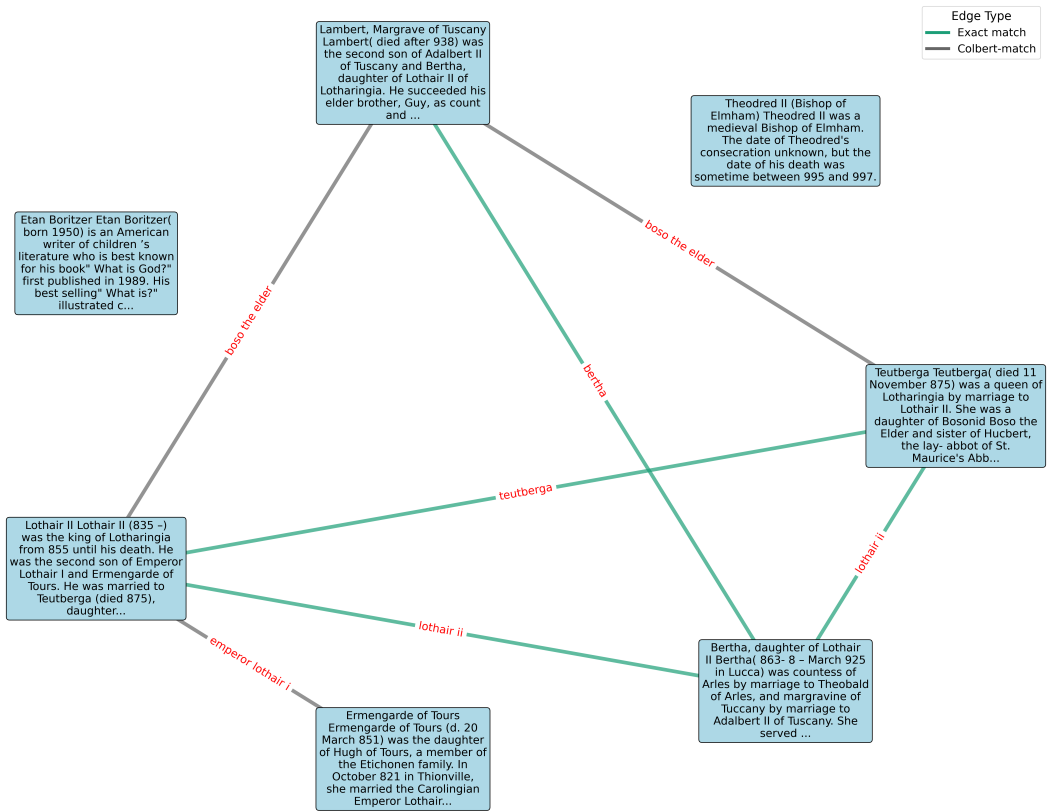 Edge Type
Exact match
Colbert-match
Lambert, Margrave of Tuscany
Lambert( died after 938) was
the second son of Adalbert II
of Tuscany and Bertha,
daughter of Lothair II of
Lotharingia. He succeeded his
elder brother, Guy, as count
and ...
Theodred II (Bishop of
Elmham) Theodred II was a
medieval Bishop of Elmham.
The date of Theodred's
consecration unknown, but the
date of his death was
sometime between 995 and 997.
Etan Boritzer Etan Boritzer(
born 1950) is an American
writer of children ’s
literature who is best known
for his book" What is God?"
first published in 1989. His
best selling" What is?"
illustrated c...
boso the elder
boso the elder
bertha
Teutberga Teutberga( died 11
November 875) was a queen of
Lotharingia by marriage to
Lothair II. She was a
daughter of Bosonid Boso the
Elder and sister of Hucbert,
the lay- abbot of St.
Maurice's Abb...
teutberga
lothair ii
Lothair II Lothair II (835 –)
was the king of Lotharingia
from 855 until his death. He
was the second son of Emperor
Lothair I and Ermengarde of
Tours. He was married to
Teutberga (died 875),
daughter...
lothair ii
emperor lothair i
Bertha, daughter of Lothair
II Bertha( 863- 8 – March 925
in Lucca) was countess of
Arles by marriage to Theobald
of Arles, and margravine of
Tuccany by marriage to
Adalbert II of Tuscany. She
served ...
Ermengarde of Tours
Ermengarde of Tours (d. 20
March 851) was the daughter
of Hugh of Tours, a member of
the Etichonen family. In
October 821 in Thionville,
she married the Carolingian
Emperor Lothair...